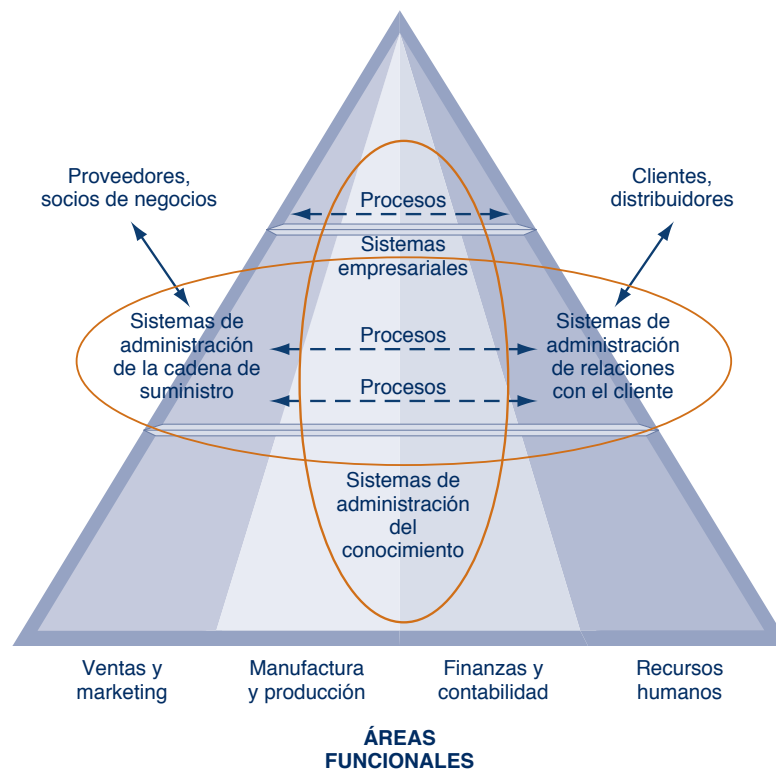 Proveedores,
socios de negocios
Clientes,
distribuidores
Procesos
Sistemas
empresariales
Sistemas de
administración
de la cadena de
suministro
Procesos
Procesos
Sistemas de
administración
de relaciones
con el cliente
Sistemas de
administración
del
conocimiento
Ventas y
marketing
Manufactura
y producción
Finanzas y
contabilidad
Recursos
humanos
ÁREAS
FUNCIONALES